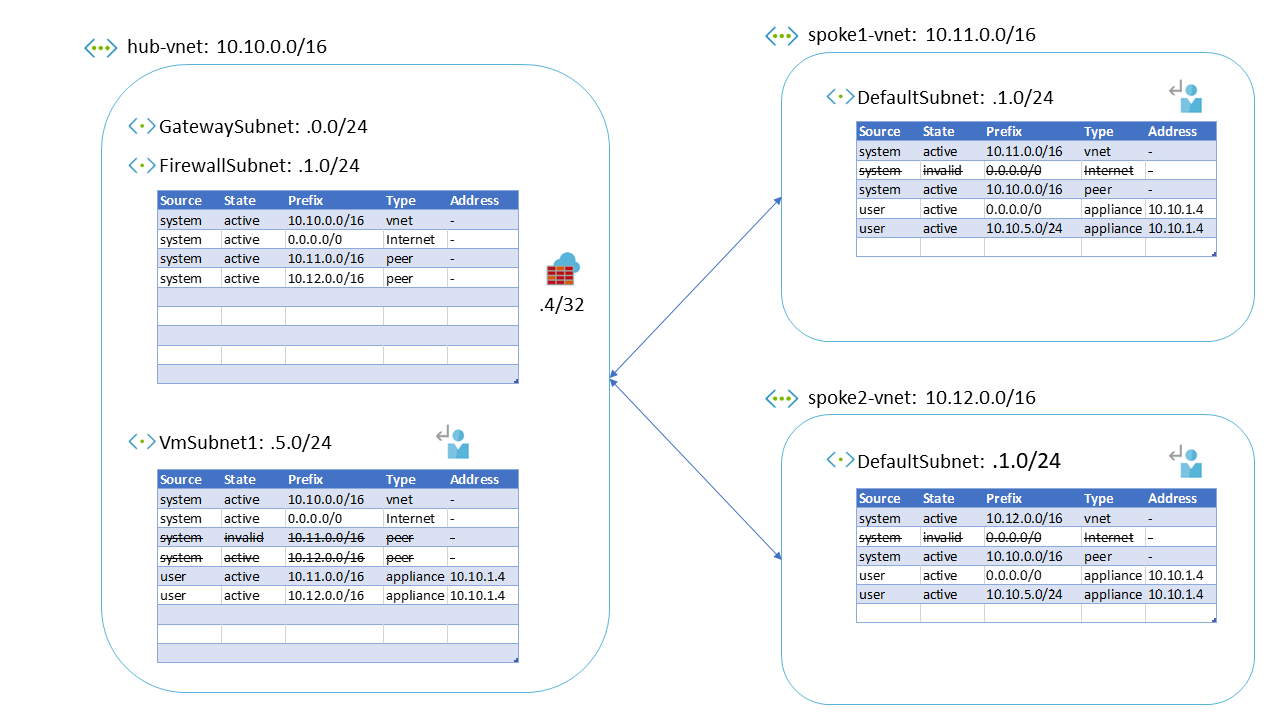 hub-vnet: 10.10.0.0/16
GatewaySubnet: .0.0/24
FirewallSubnet: .1.0/24
Source State Prefix Type Address
system active 10.10.0.0/16 vnet -
system active 0.0.0.0/0 Internet -
system active 10.11.0.0/16 peer -
system active 10.12.0.0/16 peer -
.4/32
VmSubnet1: .5.0/24
Source State Prefix Type Address
system active 10.10.0.0/16 vnet -
system active 0.0.0.0/0 Internet -
system invalid 10.11.0.0/16 peer -
system active 10.12.0.0/16 peer -
user active 10.11.0.0/16 appliance 10.10.1.4
user active 10.12.0.0/16 appliance 10.10.1.4
spoke1-vnet: 10.11.0.0/16
DefaultSubnet: .1.0/24
Source State Prefix Type Address
system active 10.11.0.0/16 vnet -
system invalid 0.0.0.0/0 Internet -
system active 10.10.0.0/16 peer -
user active 0.0.0.0/0 appliance 10.10.1.4
user active 10.10.5.0/24 appliance 10.10.1.4
spoke2-vnet: 10.12.0.0/16
DefaultSubnet: .1.0/24
Source State Prefix Type Address
system active 10.12.0.0/16 vnet -
system invalid 0.0.0.0/0 Internet -
system active 10.10.0.0/16 peer -
user active 0.0.0.0/0 appliance 10.10.1.4
user active 10.10.5.0/24 appliance 10.10.1.4